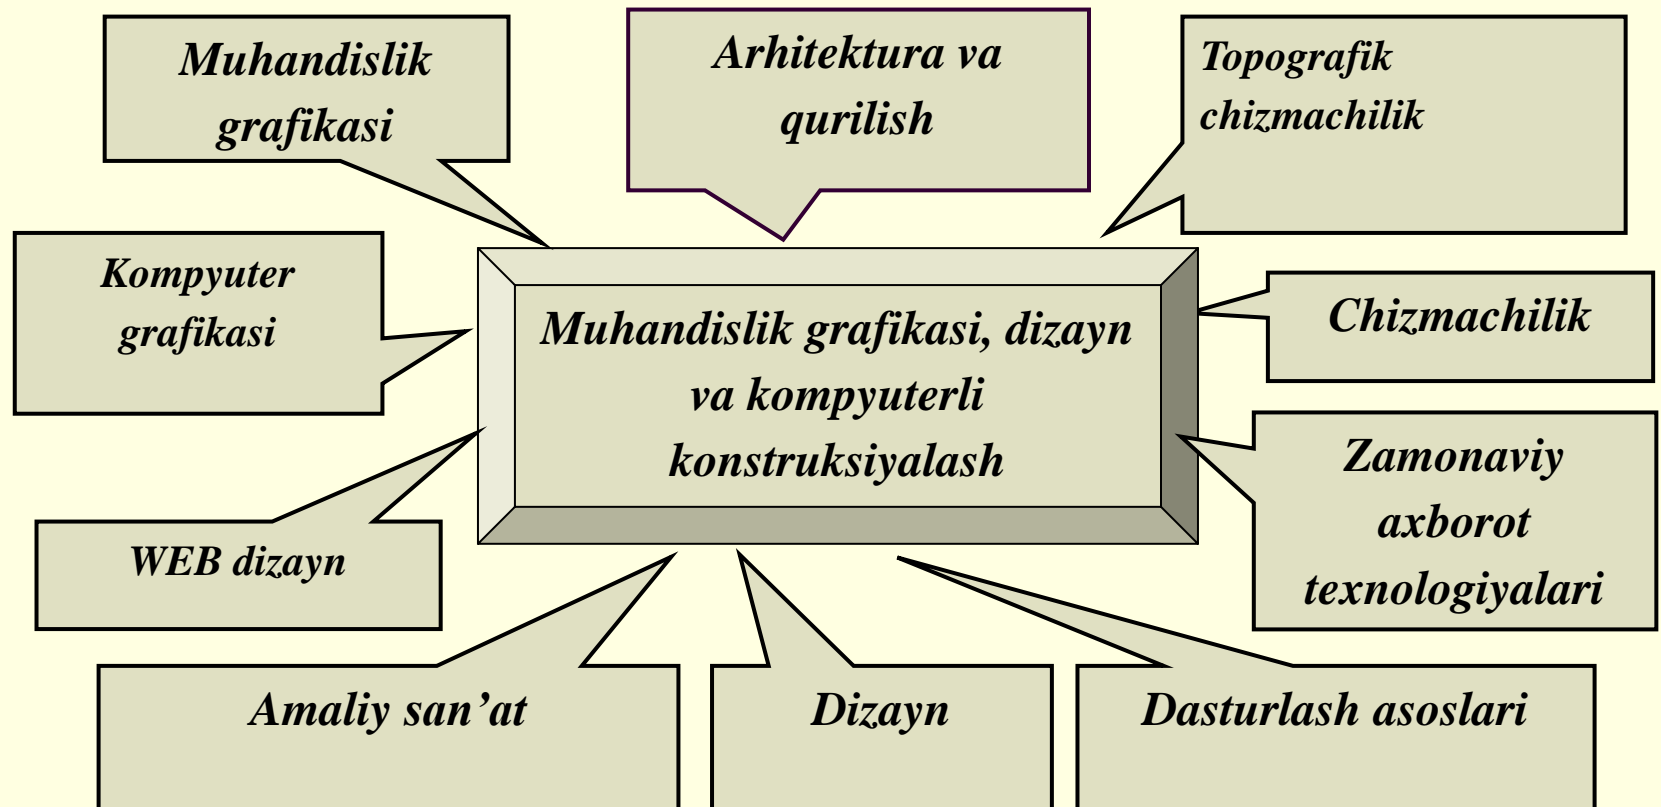 Muhandislik
grafikasi
Arhitektura va
qurilish
Topografik
chizmachilik
Kompyuter
grafikasi
Muhandislik grafikasi, dizayn
va kompyuterli
konstruksiyalash
Chizmachilik
Zamonaviy
axborot
texnologiyalari
WEB dizayn
Amaliy san’at
Dizayn
Dasturlash asoslari